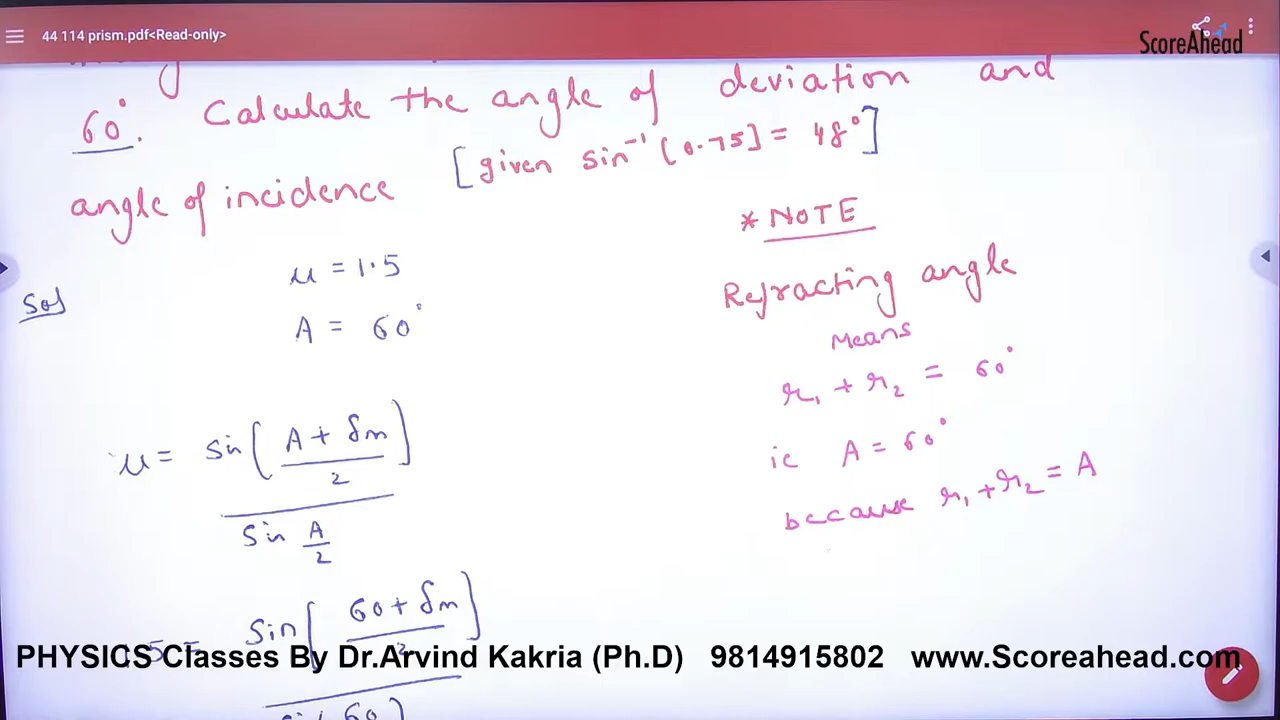 44 114 prism.pdf<Read-only>
ScoreAhead
60°. Calculate the angle of deviation and
angle of incidence [given sin⁻¹ (0.75] = 48°]
* NOTE
Refracting angle
Means
r₁ + r₂ = 60°
ie A = 60°
because r₁ + r₂ = A
Sol
μ = 1.5
A = 60°
μ = sin( A + δm / 2 )
sin A/2
sin[ 60 + δm / 2 ]
PHYSICS Classes By Dr.Arvind Kakria (Ph.D) 9814915802 www.Scoreahead.com